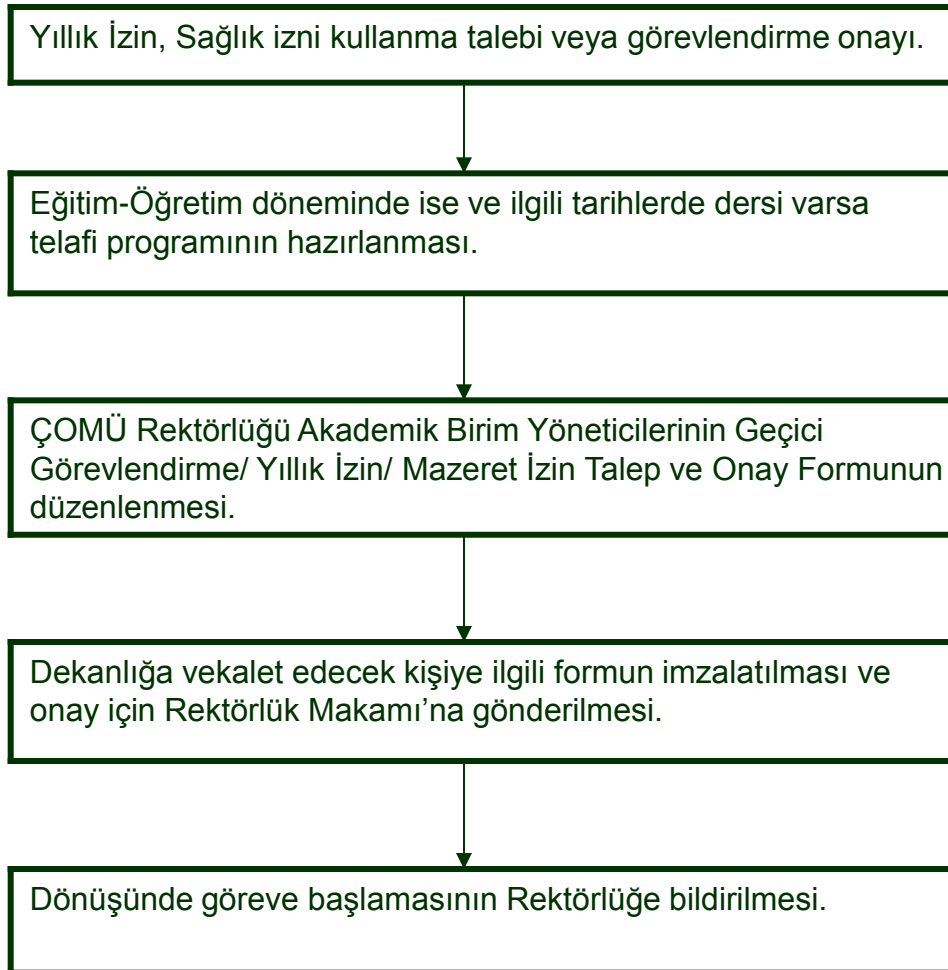 Yıllık İzin, Sağlık izni kullanma talebi veya görevlendirme onayı.
Eğitim-Öğretim döneminde ise ve ilgili tarihlerde dersi varsa
telafi programının hazırlanması.
ÇOMÜ Rektörlüğü Akademik Birim Yöneticilerinin Geçici
Görevlendirme/ Yıllık İzin/ Mazeret İzin Talep ve Onay Formunun
düzenlenmesi.
Dekanlığa vekalet edecek kişiye ilgili formun imzalatılması ve
onay için Rektörlük Makamı’na gönderilmesi.
Dönüşünde göreve başlamasının Rektörlüğe bildirilmesi.